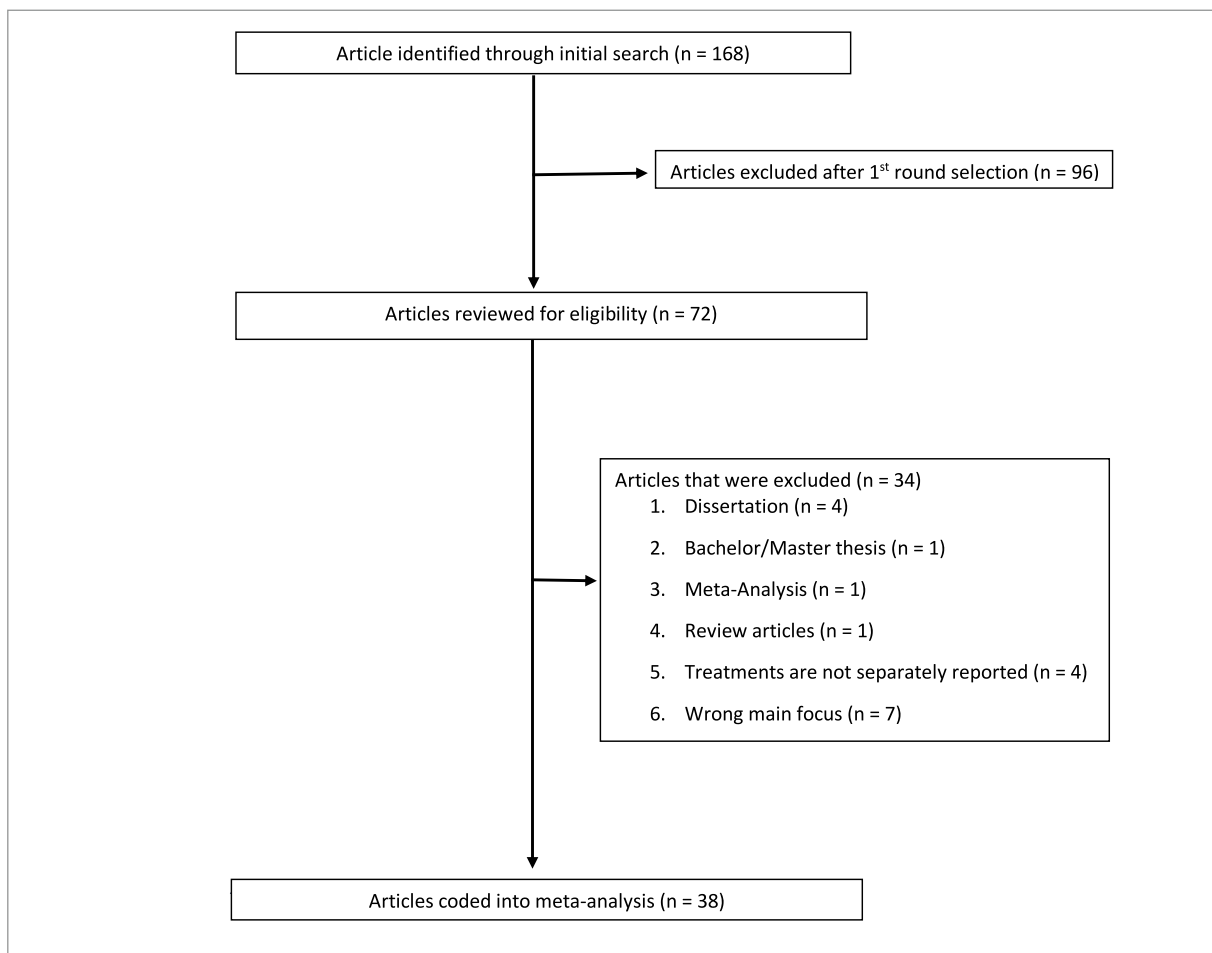 Article identified through initial search (n = 168)
Articles excluded after 1st round selection (n = 96)
Articles reviewed for eligibility (n = 72)
Articles that were excluded (n = 34)
1. Dissertation (n = 4)
2. Bachelor/Master thesis (n = 1)
3. Meta-Analysis (n = 1)
4. Review articles (n = 1)
5. Treatments are not separately reported (n = 4)
6. Wrong main focus (n = 7)
Articles coded into meta-analysis (n = 38)